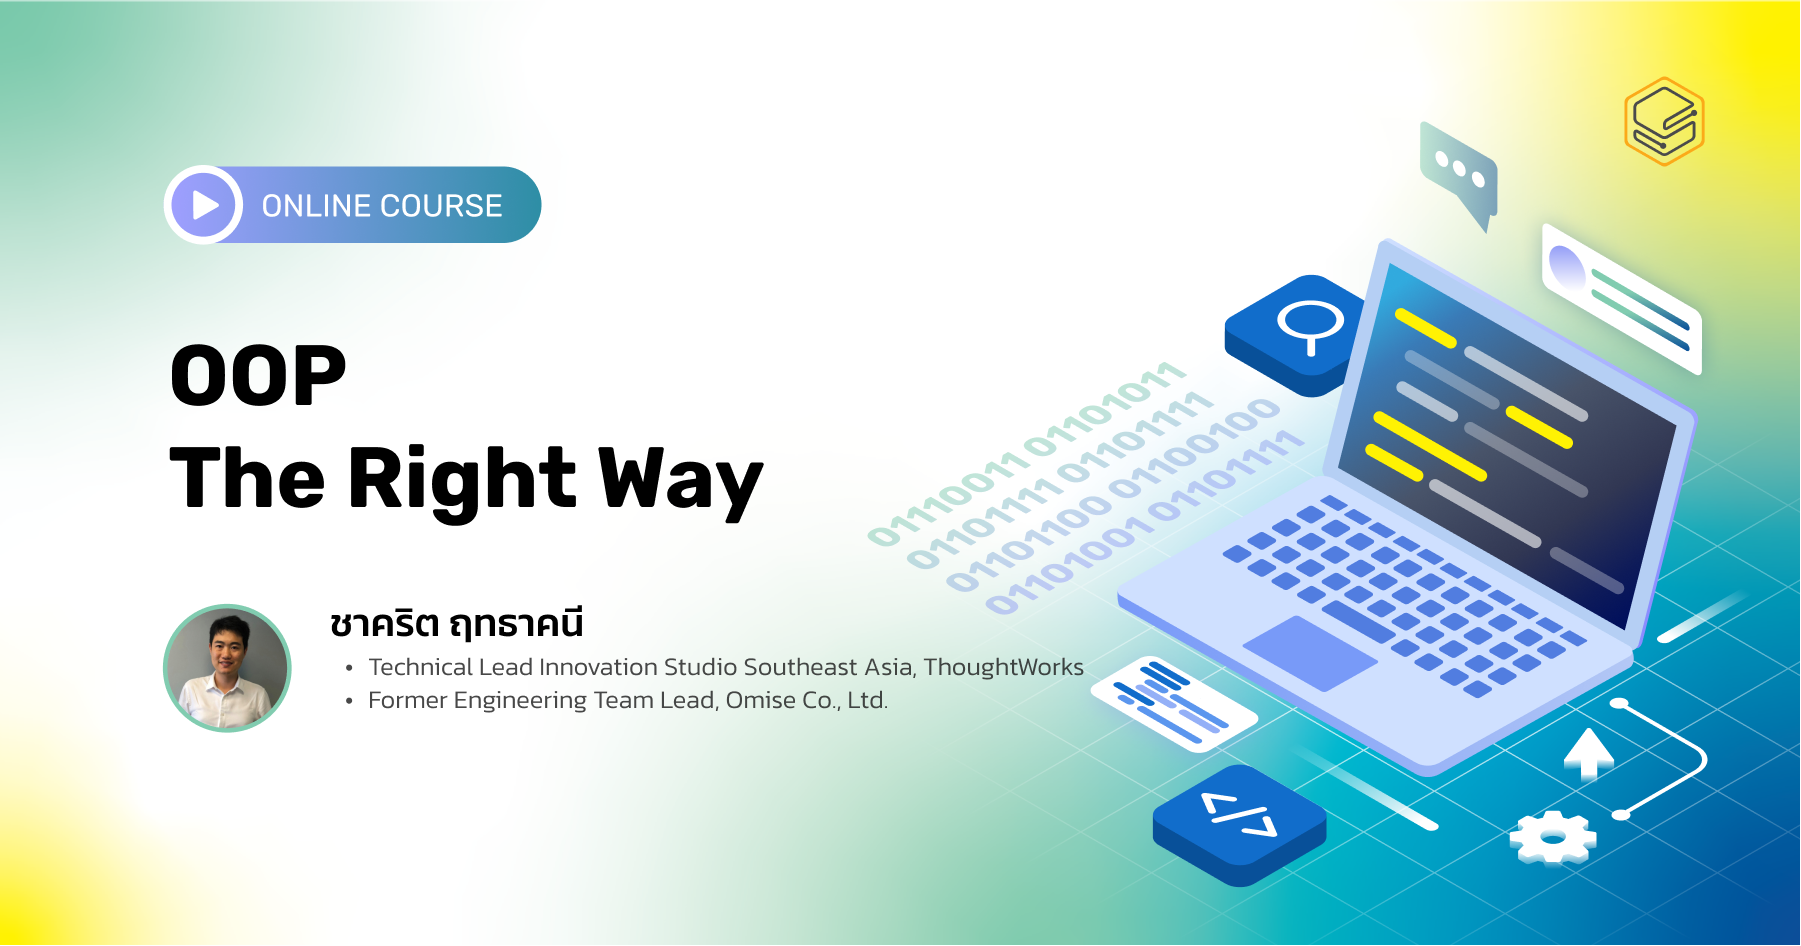 ONLINE COURSE
OOP
The Right Way
ชาคริต ฤทธาคนี
• Technical Lead Innovation Studio Southeast Asia, ThoughtWorks
• Former Engineering Team Lead, Omise Co., Ltd.
01110011 01101011
01101111 01101111
01101100 01100100
01101001 01101111
</>